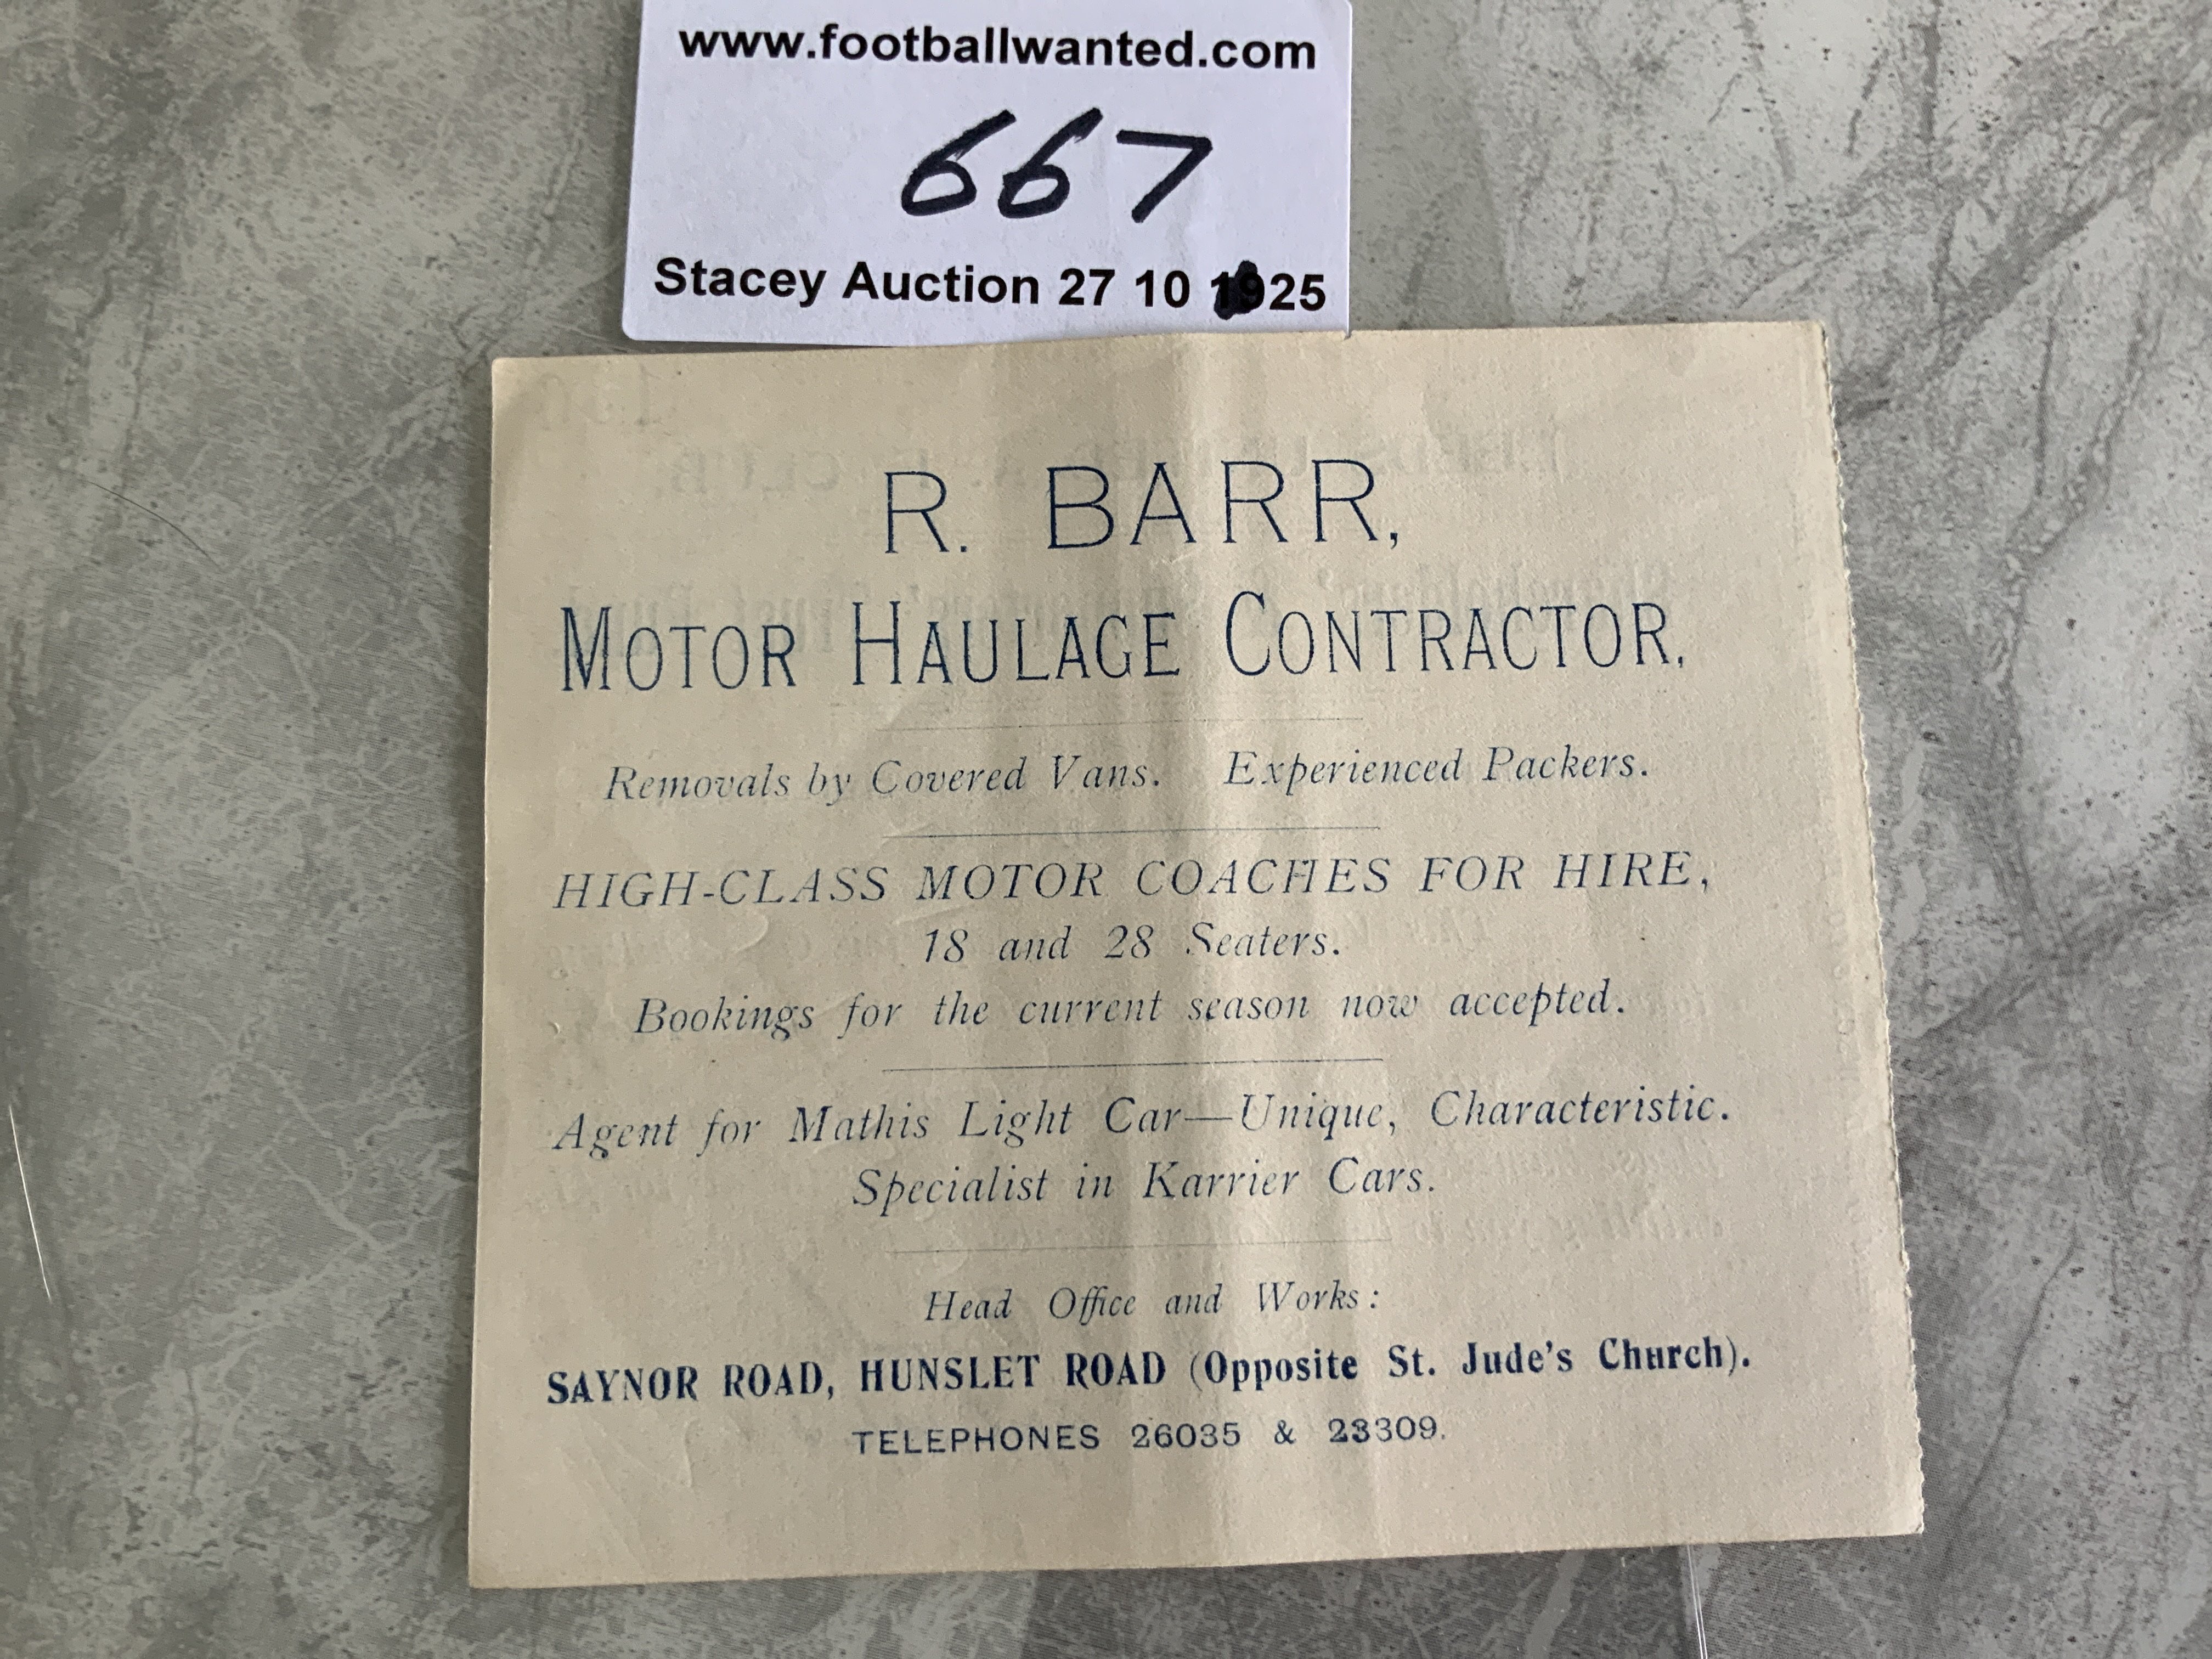 www.footballwanted.com
667
Stacey Auction 27 10 1925
R. BARR,
MOTOR HAULAGE CONTRACTOR.
Removals by Covered Vans. Experienced Packers.
HIGH-CLASS MOTOR COACHES FOR HIRE,
18 and 28 Seaters.
Bookings for the current season now accepted.
Agent for Mathis Light Car—Unique, Characteristic.
Specialist in Karrier Cars.
Head Office and Works:
SAYNOR ROAD, HUNSLET ROAD (Opposite St. Jude's Church).
TELEPHONES 26035 & 23309.